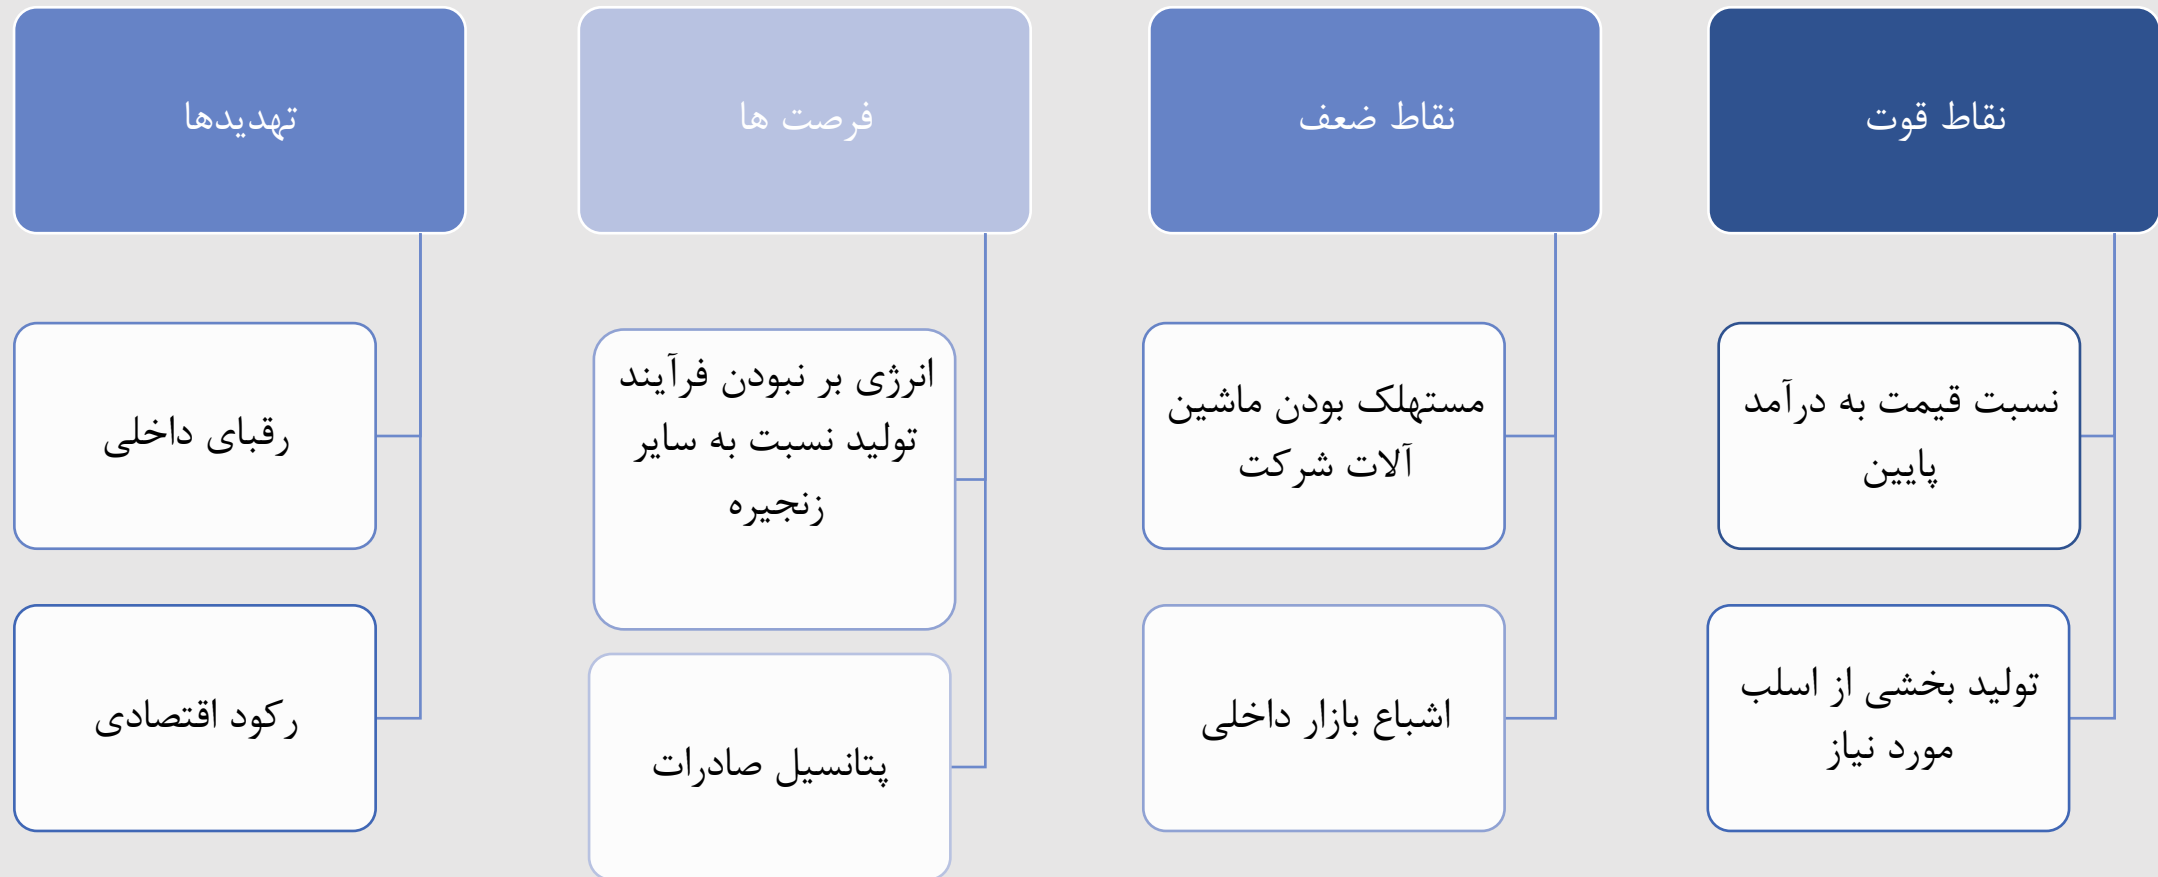 نقاط قوت
نسبت قیمت به درآمد
پایین
تولید بخشی از اسلب
مورد نیاز
نقاط ضعف
مستهلک بودن ماشین
آلات شرکت
اشباع بازار داخلی
فرصت ها
انرژی بر نبودن فرآیند
تولید نسبت به سایر
زنجیره
پتانسیل صادرات
تهدیدها
رقبای داخلی
رکود اقتصادی